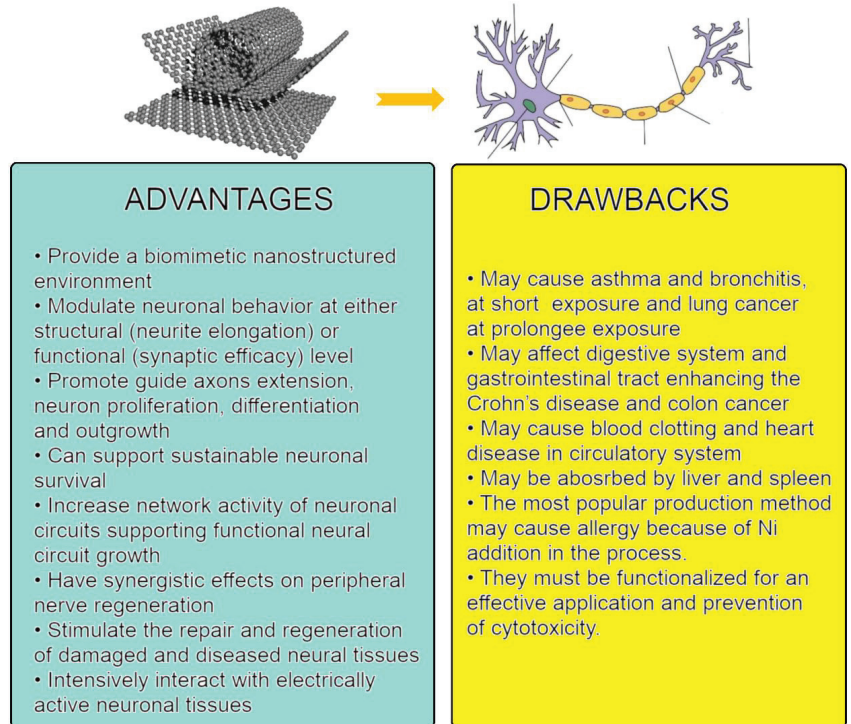 ADVANTAGES
• Provide a biomimetic nanostructured
environment
• Modulate neuronal behavior at either
structural (neurite elongation) or
functional (synaptic efficacy) level
• Promote guide axons extension,
neuron proliferation, differentiation
and outgrowth
• Can support sustainable neuronal
survival
• Increase network activity of neuronal
circuits supporting functional neural
circuit growth
• Have synergistic effects on peripheral
nerve regeneration
• Stimulate the repair and regeneration
of damaged and diseased neural tissues
• Intensively interact with electrically
active neuronal tissues
DRAWBACKS
• May cause asthma and bronchitis,
at short exposure and lung cancer
at prolongee exposure
• May affect digestive system and
gastrointestinal tract enhancing the
Crohn's disease and colon cancer
• May cause blood clotting and heart
disease in circulatory system
• May be abosrbed by liver and spleen
• The most popular production method
may cause allergy because of Ni
addition in the process.
• They must be functionalized for an
effective application and prevention
of cytotoxicity.